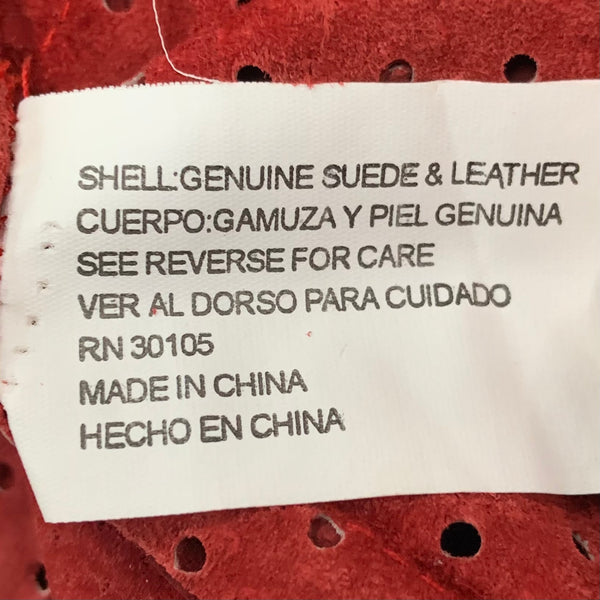 SHELL:GENUINE SUEDE & LEATHER
CUERPO:GAMUZA Y PIEL GENUINA
SEE REVERSE FOR CARE
VER AL DORSO PARA CUIDADO
RN 30105
MADE IN CHINA
HECHO EN CHINA